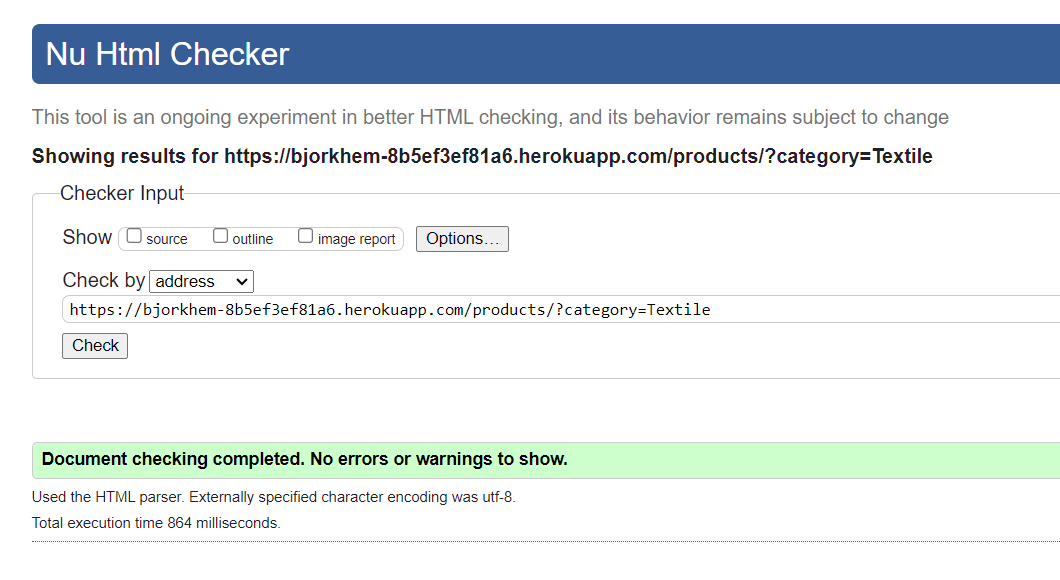 Nu Html Checker
This tool is an ongoing experiment in better HTML checking, and its behavior remains subject to change
Showing results for https://bjorkhem-8b5ef3ef81a6.herokuapp.com/products/?category=Textile
Checker Input
Show source outline image report Options...
Check by address
https://bjorkhem-8b5ef3ef81a6.herokuapp.com/products/?category=Textile
Check
Document checking completed. No errors or warnings to show.
Used the HTML parser. Externally specified character encoding was utf-8.
Total execution time 864 milliseconds.